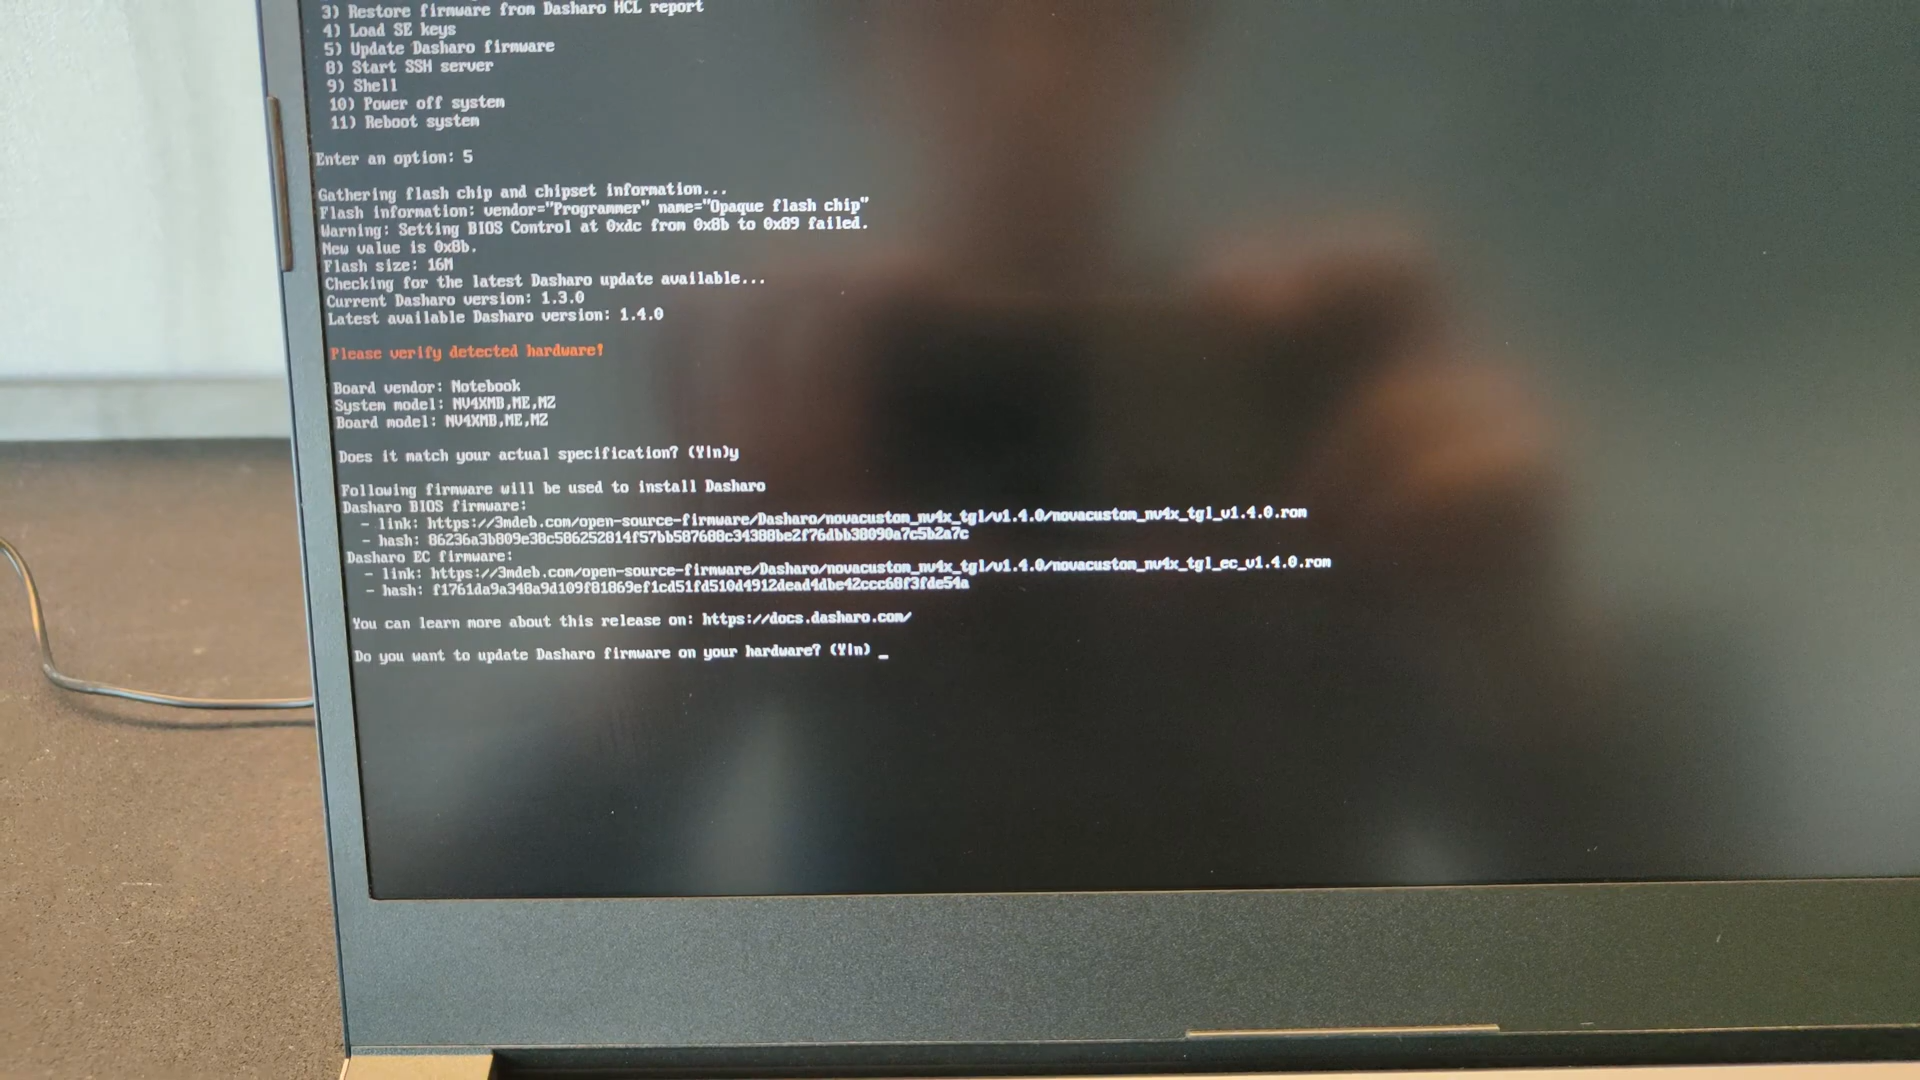 3) Restore firmware from Dasharo HCL report
4) Load SE keys
5) Update Dasharo firmware
8) Start SSH server
9) Shell
10) Power off system
11) Reboot system
Enter an option: 5
Gathering flash chip and chipset information...
Flash information: vendor="Programmer" name="Opaque flash chip"
Warning: Setting BIOS Control at 0xdc from 0x8b to 0x89 failed.
New value is 0x8b.
Flash size: 16M
Checking for the latest Dasharo update available...
Current Dasharo version: 1.3.0
Latest available Dasharo version: 1.4.0
Please verify detected hardware!
Board vendor: Notebook
System model: NV4XMB,ME,MZ
Board model: NV4XMB,ME,MZ
Does it match your actual specification? (Y|n)y
Following firmware will be used to install Dasharo
Dasharo BIOS firmware:
- link: https://3mdeb.com/open-source-firmware/Dasharo/novacustom_nv4x_tgl/v1.4.0/novacustom_nv4x_tgl_v1.4.0.rom
- hash: 86236a3b809e38c586252814f57bb587688c34388be2f76dbb38090a7c5b2a7c
Dasharo EC firmware:
- link: https://3mdeb.com/open-source-firmware/Dasharo/novacustom_nv4x_tgl/v1.4.0/novacustom_nv4x_tgl_ec_v1.4.0.rom
- hash: f1761da9a348a9d109f81869ef1cd51fd510d4912dead4dbe42ccc68f3fde54a
You can learn more about this release on: https://docs.dasharo.com/
Do you want to update Dasharo firmware on your hardware? (Y|n) _